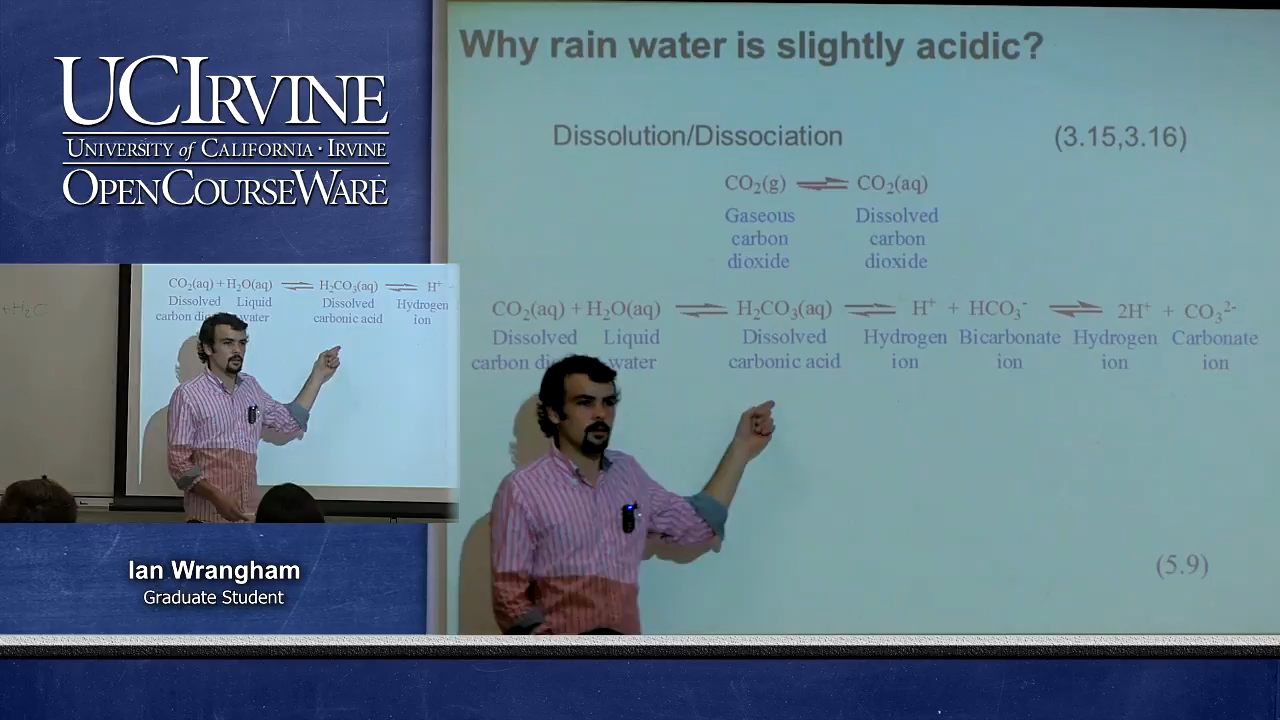 UCIRVINE
UNIVERSITY of CALIFORNIA · IRVINE
OPENCOURSEWARE
CO₂(aq) + H₂O(aq) ⇌ H₂CO₃(aq) ⇌ H⁺
Dissolved Liquid Dissolved Hydrogen
water carbonic acid ion
+H₂O
Ian Wrangham
Graduate Student
Why rain water is slightly acidic?
Dissolution/Dissociation (3.15,3.16)
CO₂(g) ⇌ CO₂(aq)
Gaseous Dissolved
carbon carbon
dioxide dioxide
CO₂(aq) + H₂O(aq) ⇌ H₂CO₃(aq) ⇌ H⁺ + HCO₃⁻ ⇌ 2H⁺ + CO₃²⁻
Dissolved Liquid Dissolved Hydrogen Bicarbonate Hydrogen Carbonate
carbon water carbonic acid ion ion ion ion
(5.9)